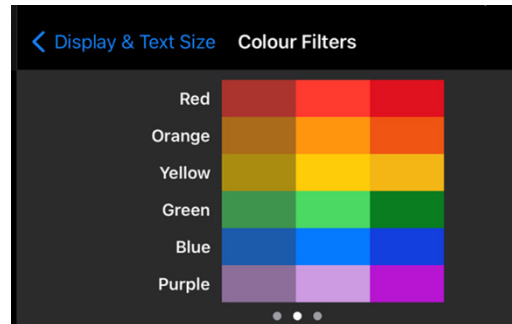 Display & Text Size Colour Filters
Red
Orange
Yellow
Green
Blue
Purple